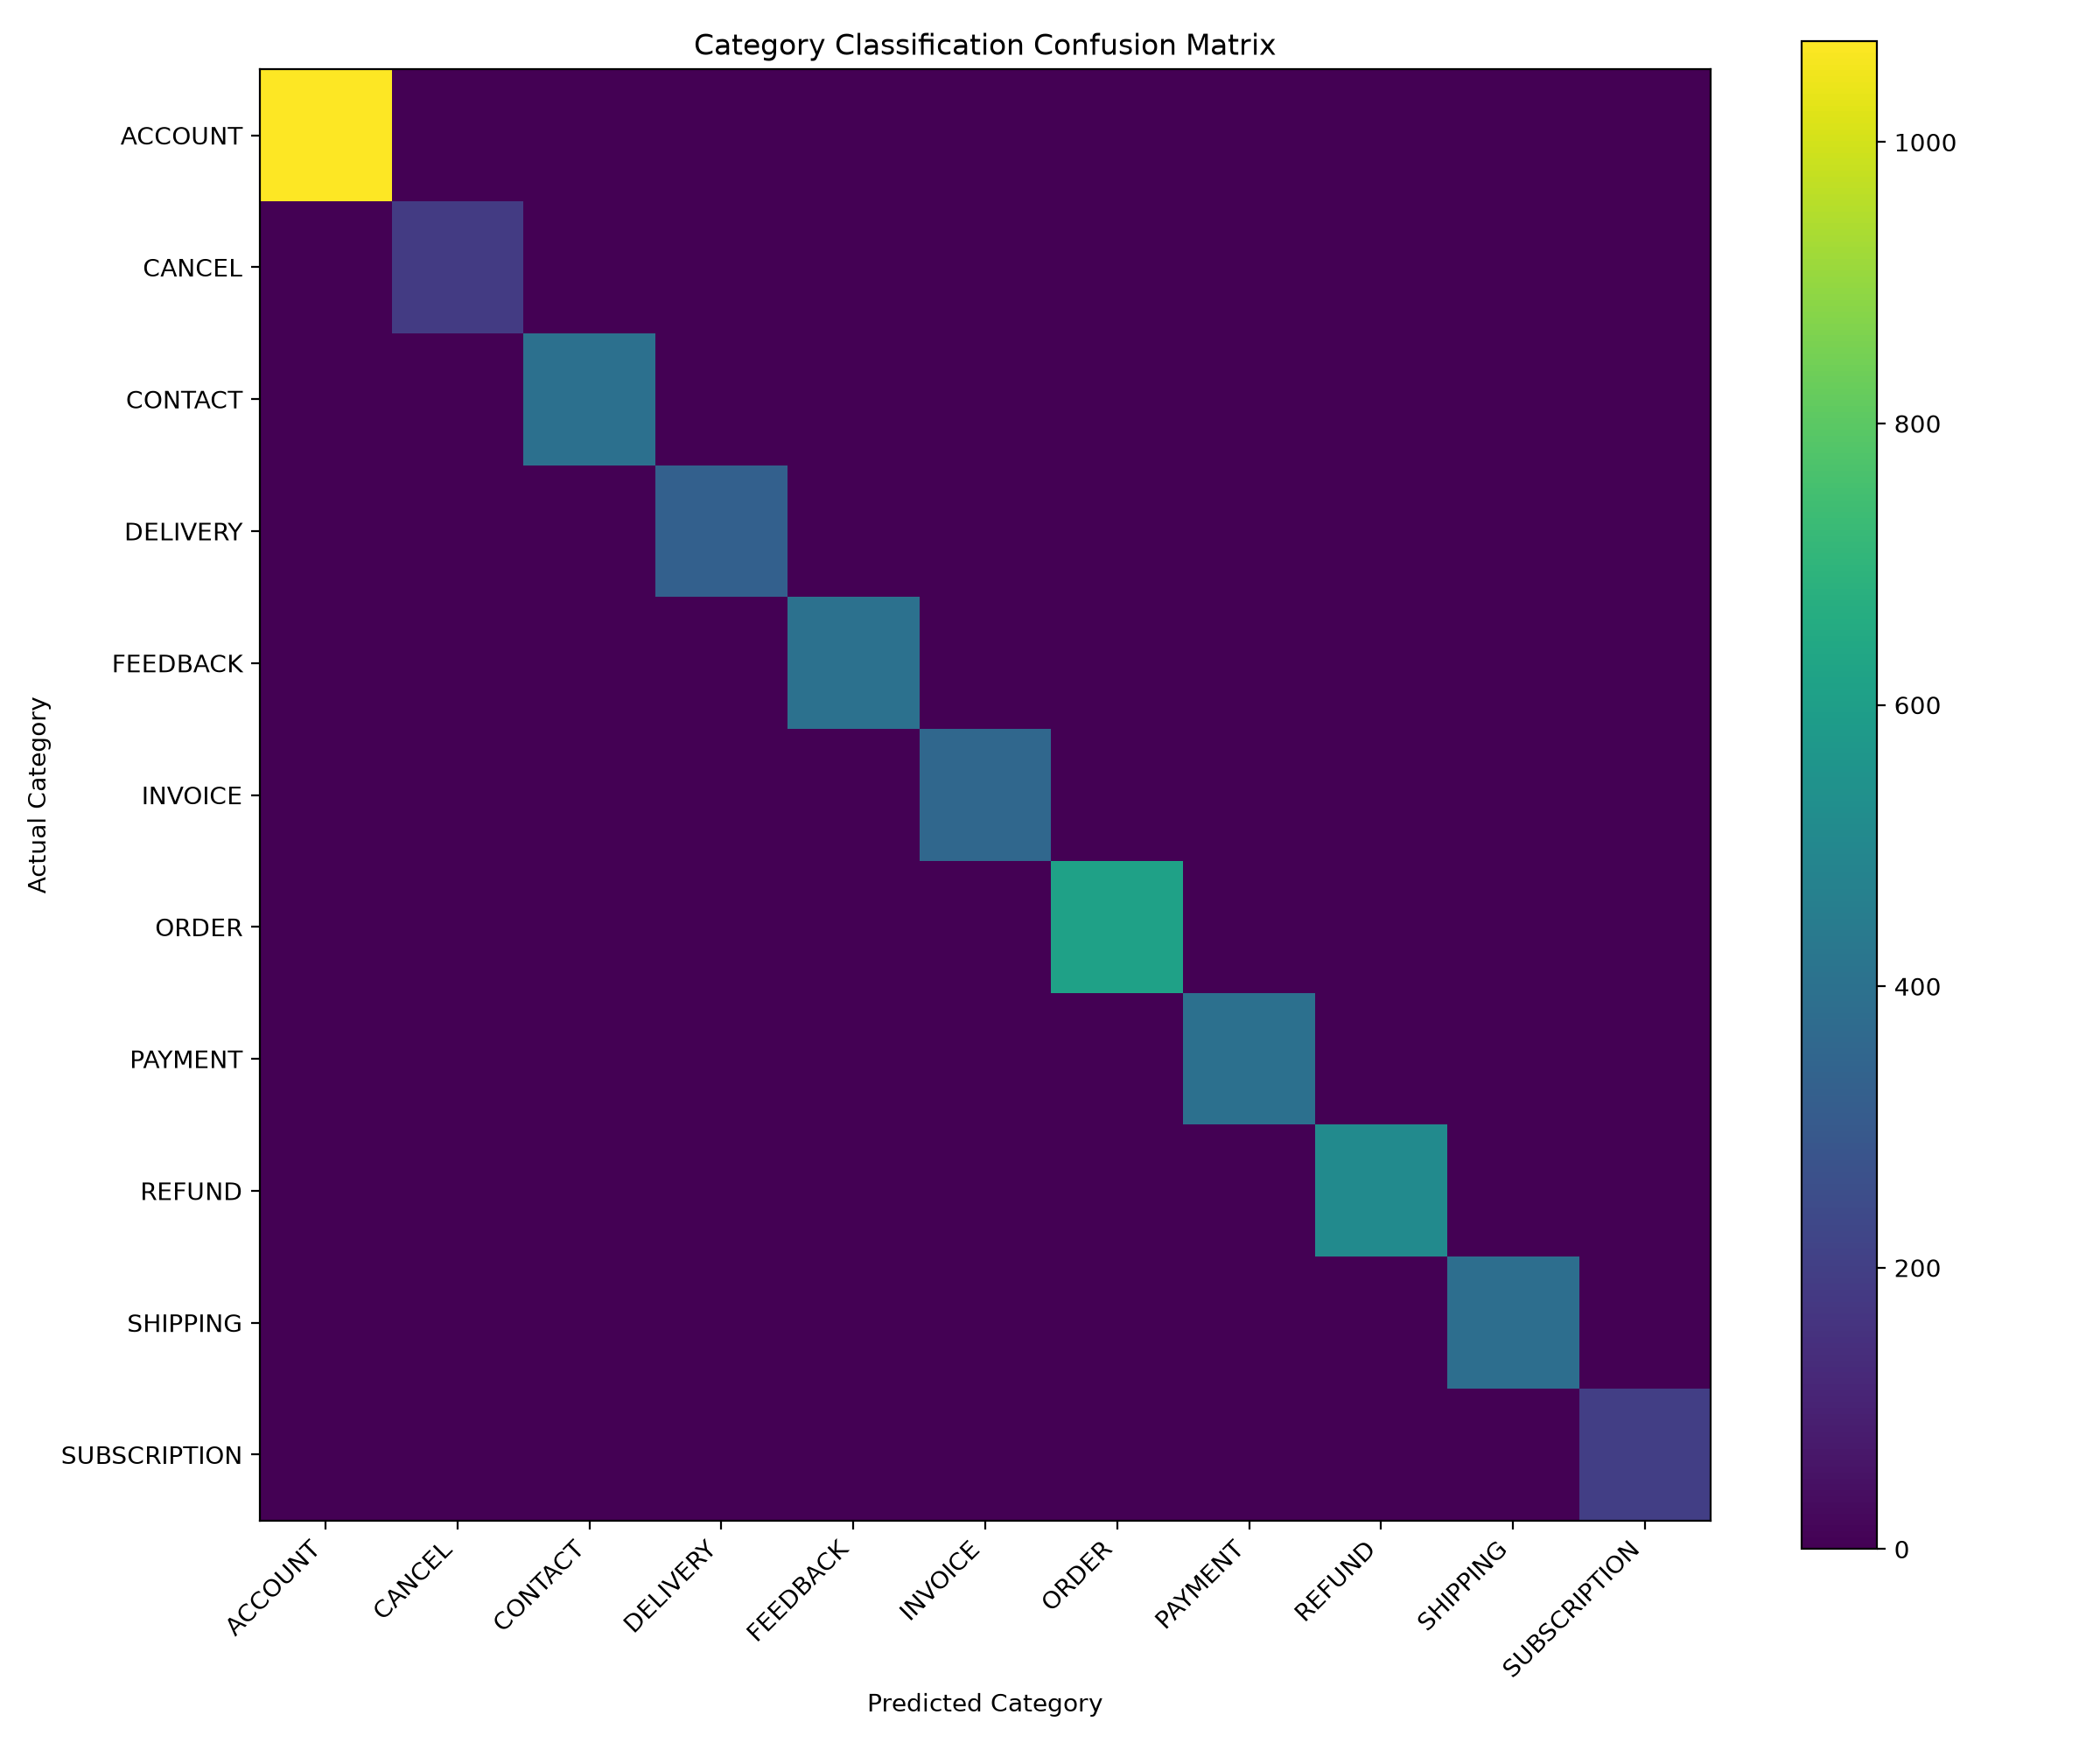 Category Classification Confusion Matrix
ACCOUNT
CANCEL
CONTACT
DELIVERY
FEEDBACK
INVOICE
ORDER
PAYMENT
REFUND
SHIPPING
SUBSCRIPTION
Actual Category
ACCOUNT
CANCEL
CONTACT
DELIVERY
FEEDBACK
INVOICE
ORDER
PAYMENT
REFUND
SHIPPING
SUBSCRIPTION
Predicted Category
1000
800
600
400
200
0